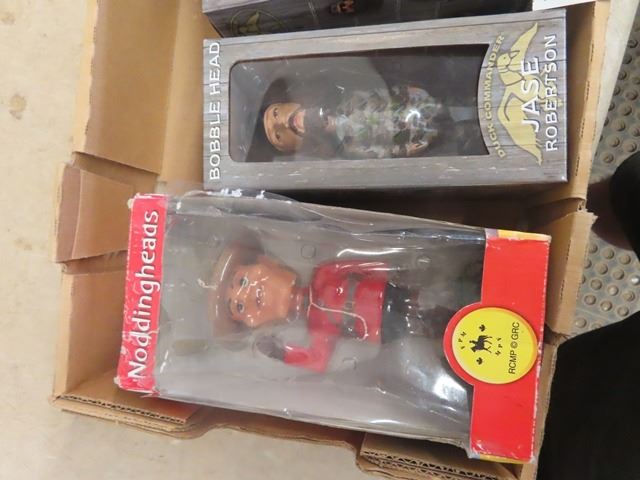 BOBBLE HEAD
DUCK COMMANDER
JASE
ROBERTSON
Noddingheads
RCMP © GRC